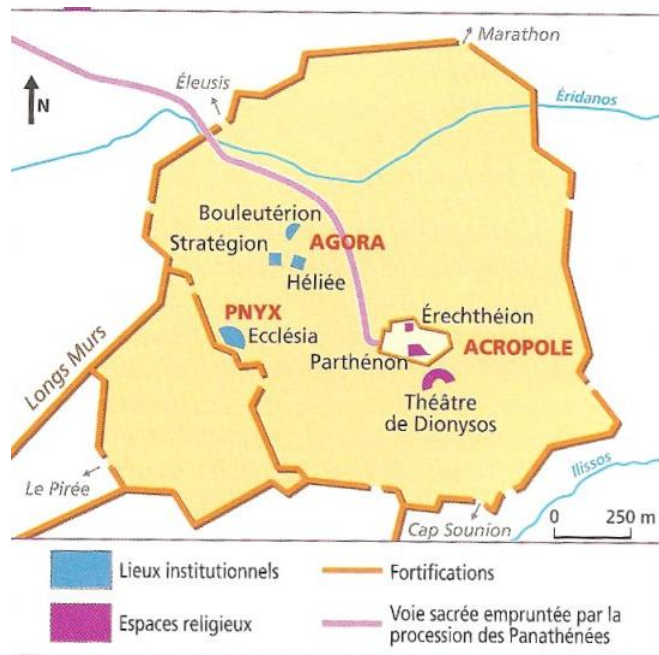 Marathon
Éleusis
N
Éridanos
Bouleutérion
Stratégion
AGORA
Héliée
PNYX
Ecclésia
Érechthéion
Parthénon
ACROPOLE
Théâtre
de Dionysos
Longs Murs
Le Pirée
Ilissos
Cap Sounion
0 250 m
Lieux institutionnels
Fortifications
Espaces religieux
Voie sacrée empruntée par la
procession des Panathénées